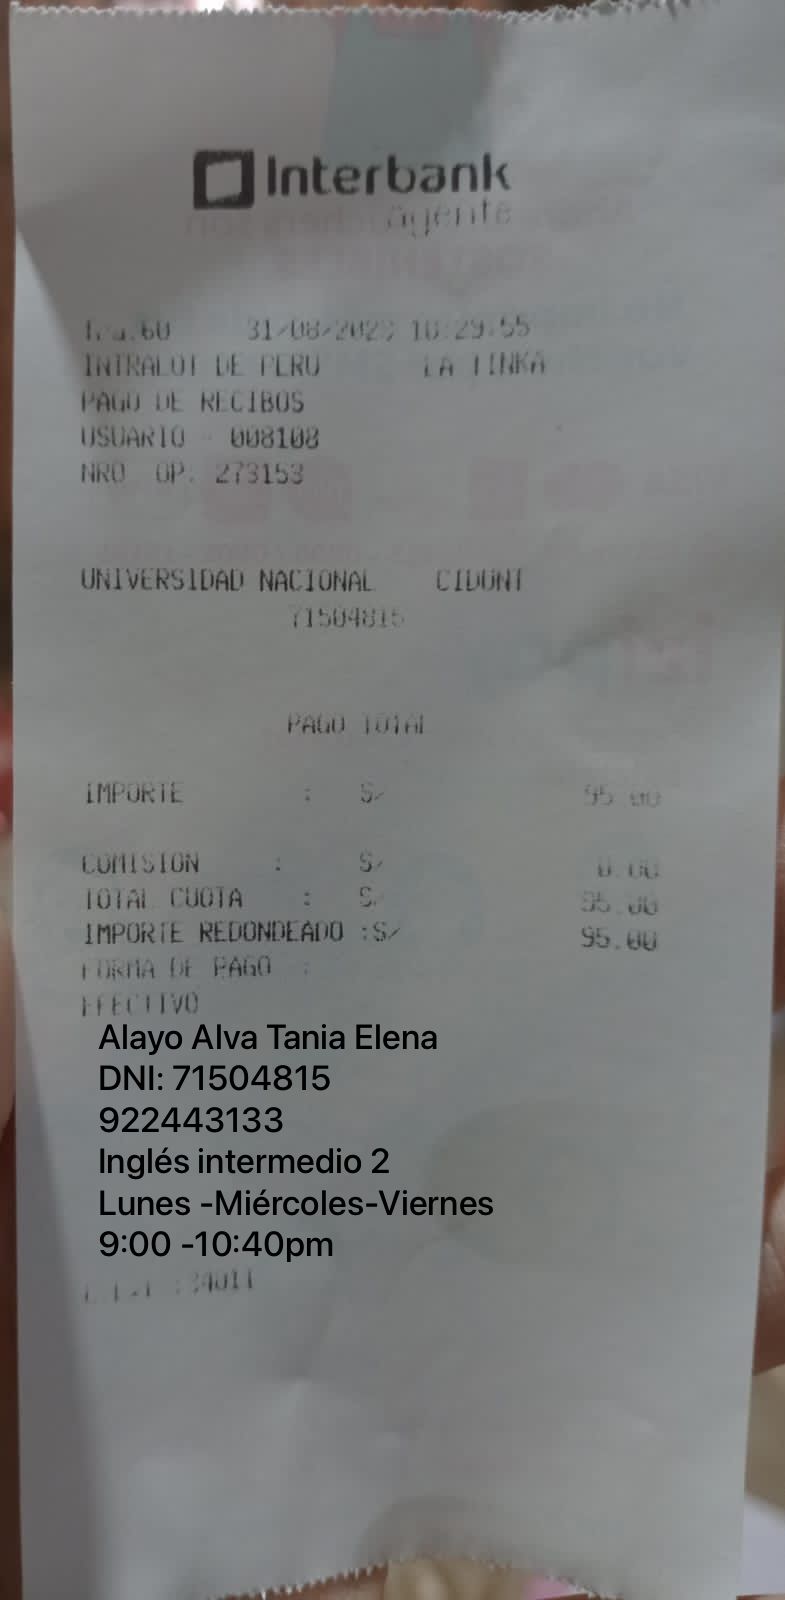 Interbank
agente
31/08/2023 18:29:55
INTRALOT DE PERU LA TINKA
PAGO DE RECIBOS
USUARIO - 008108
NRO OP. 273153
UNIVERSIDAD NACIONAL CIDUNT
71504815
PAGO TOTAL
IMPORTE : S/ 95.00
COMISION : S/ 0.00
TOTAL CUOTA : S/ 95.00
IMPORTE REDONDEADO :S/ 95.00
FORMA DE PAGO :
EFECTIVO
Alayo Alva Tania Elena
DNI: 71504815
922443133
Inglés intermedio 2
Lunes -Miércoles-Viernes
9:00 -10:40pm